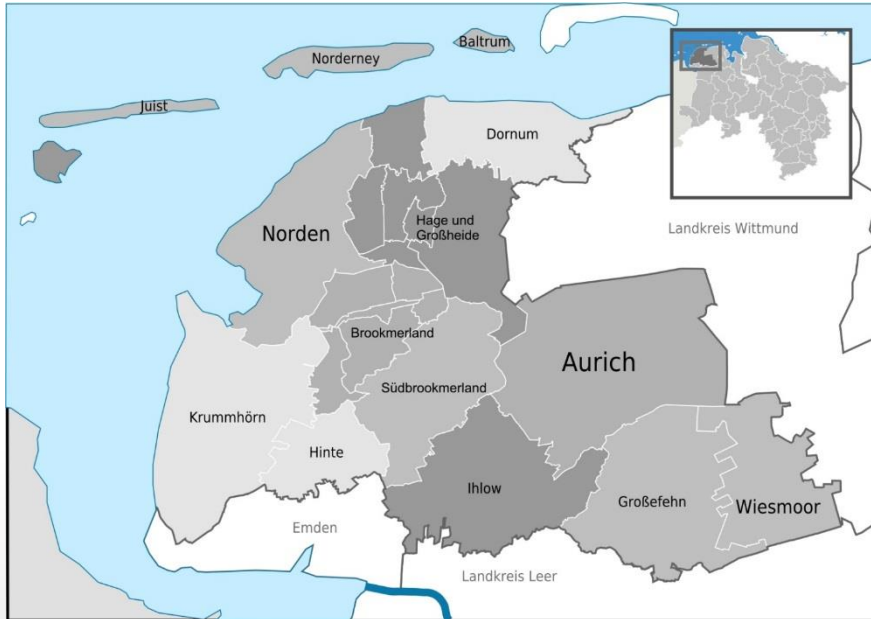 Baltrum
Norderney
Juist
Dornum
Hage und
Großheide
Norden
Landkreis Wittmund
Brookmerland
Aurich
Südbrookmerland
Krummhörn
Hinte
Ihlow
Großefehn
Wiesmoor
Emden
Landkreis Leer